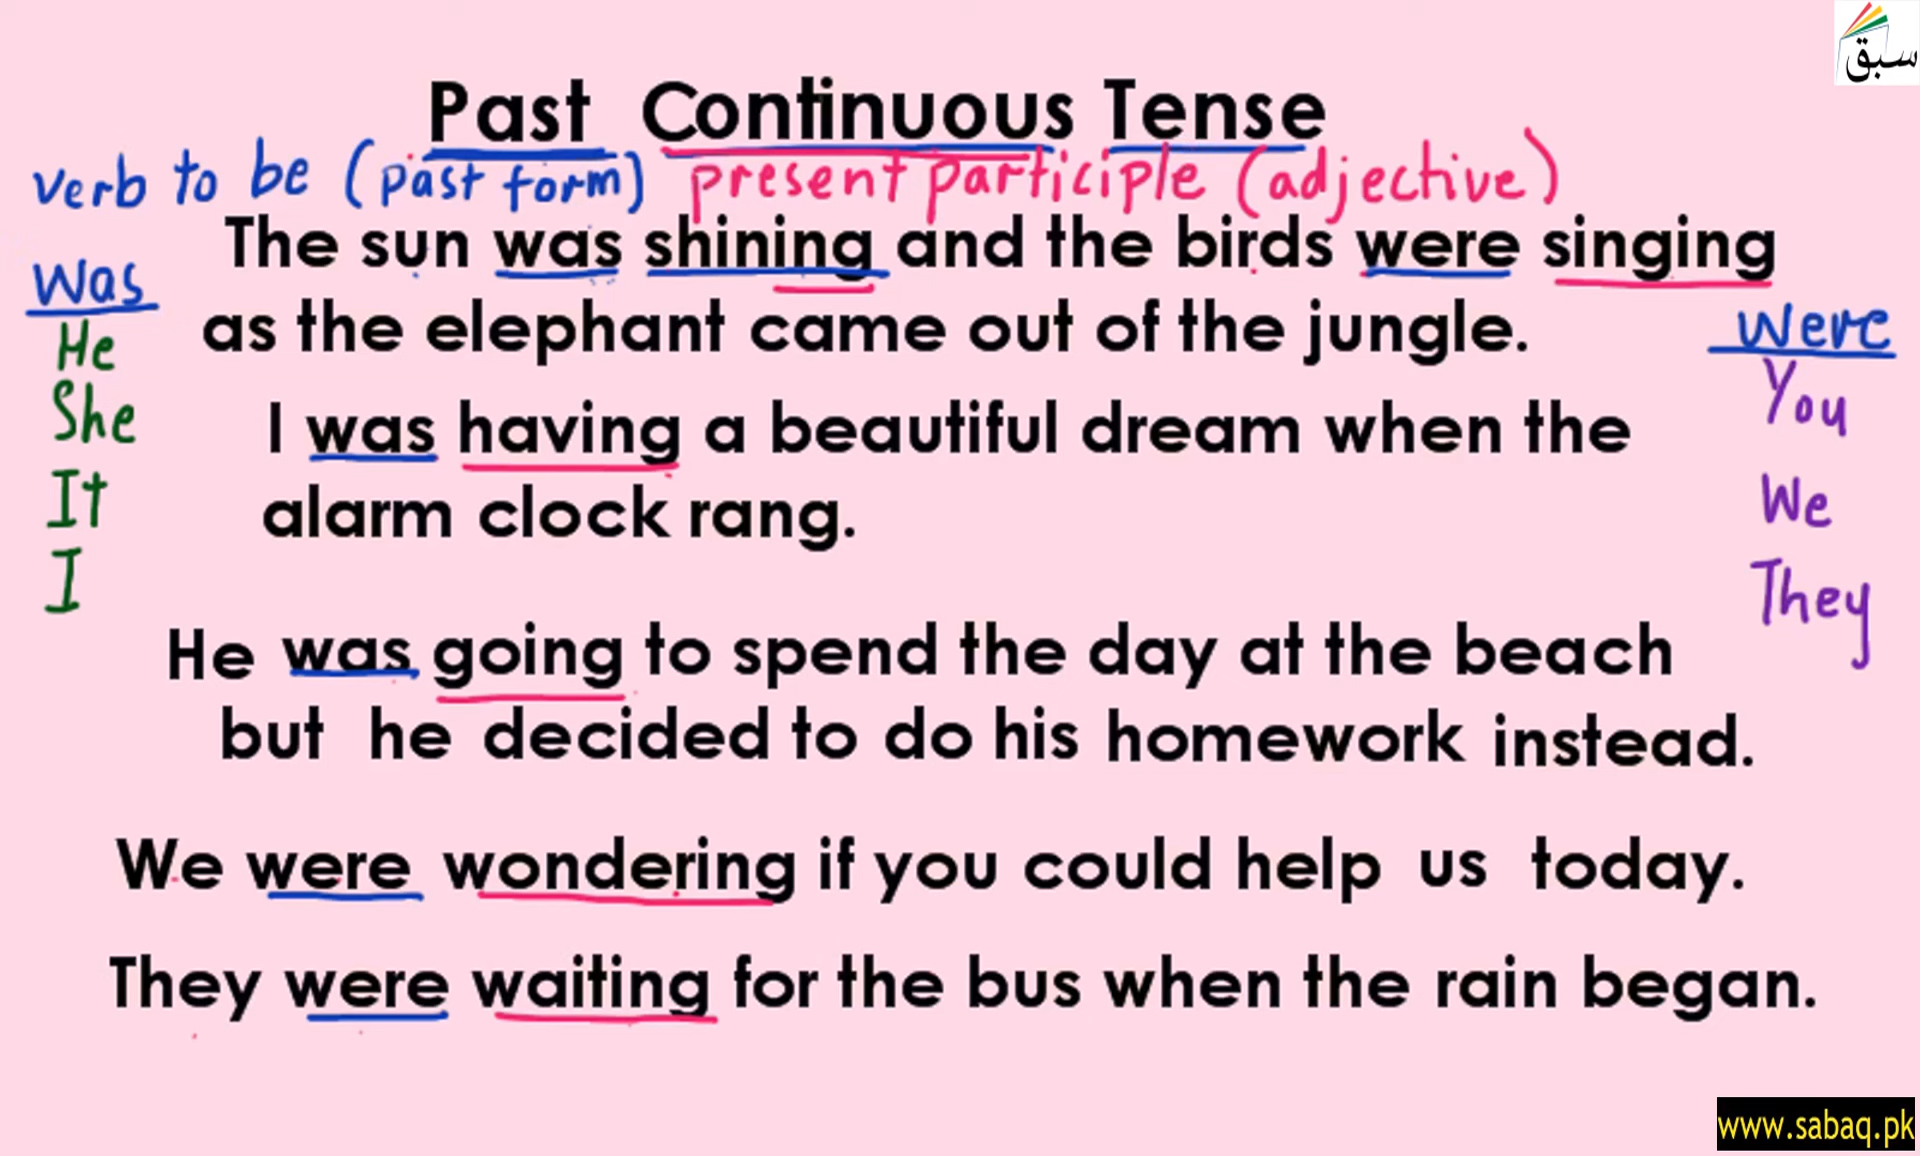 سبق
Past Continuous Tense
verb to be (past form) present participle (adjective)
The sun was shining and the birds were singing
as the elephant came out of the jungle.
Was
He
She
It
I
were
You
We
They
I was having a beautiful dream when the
alarm clock rang.
He was going to spend the day at the beach
but he decided to do his homework instead.
We were wondering if you could help us today.
They were waiting for the bus when the rain began.
www.sabaq.pk